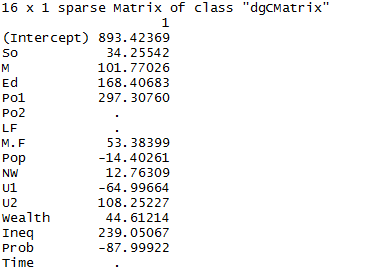 16 x 1 sparse Matrix of class "dgCMatrix"
1
(Intercept) 893.42369
So 34.25542
M 101.77026
Ed 168.40683
Po1 297.30760
Po2 .
LF .
M.F 53.38399
Pop -14.40261
NW 12.76309
U1 -64.99664
U2 108.25227
Wealth 44.61214
Ineq 239.05067
Prob -87.99922
Time .